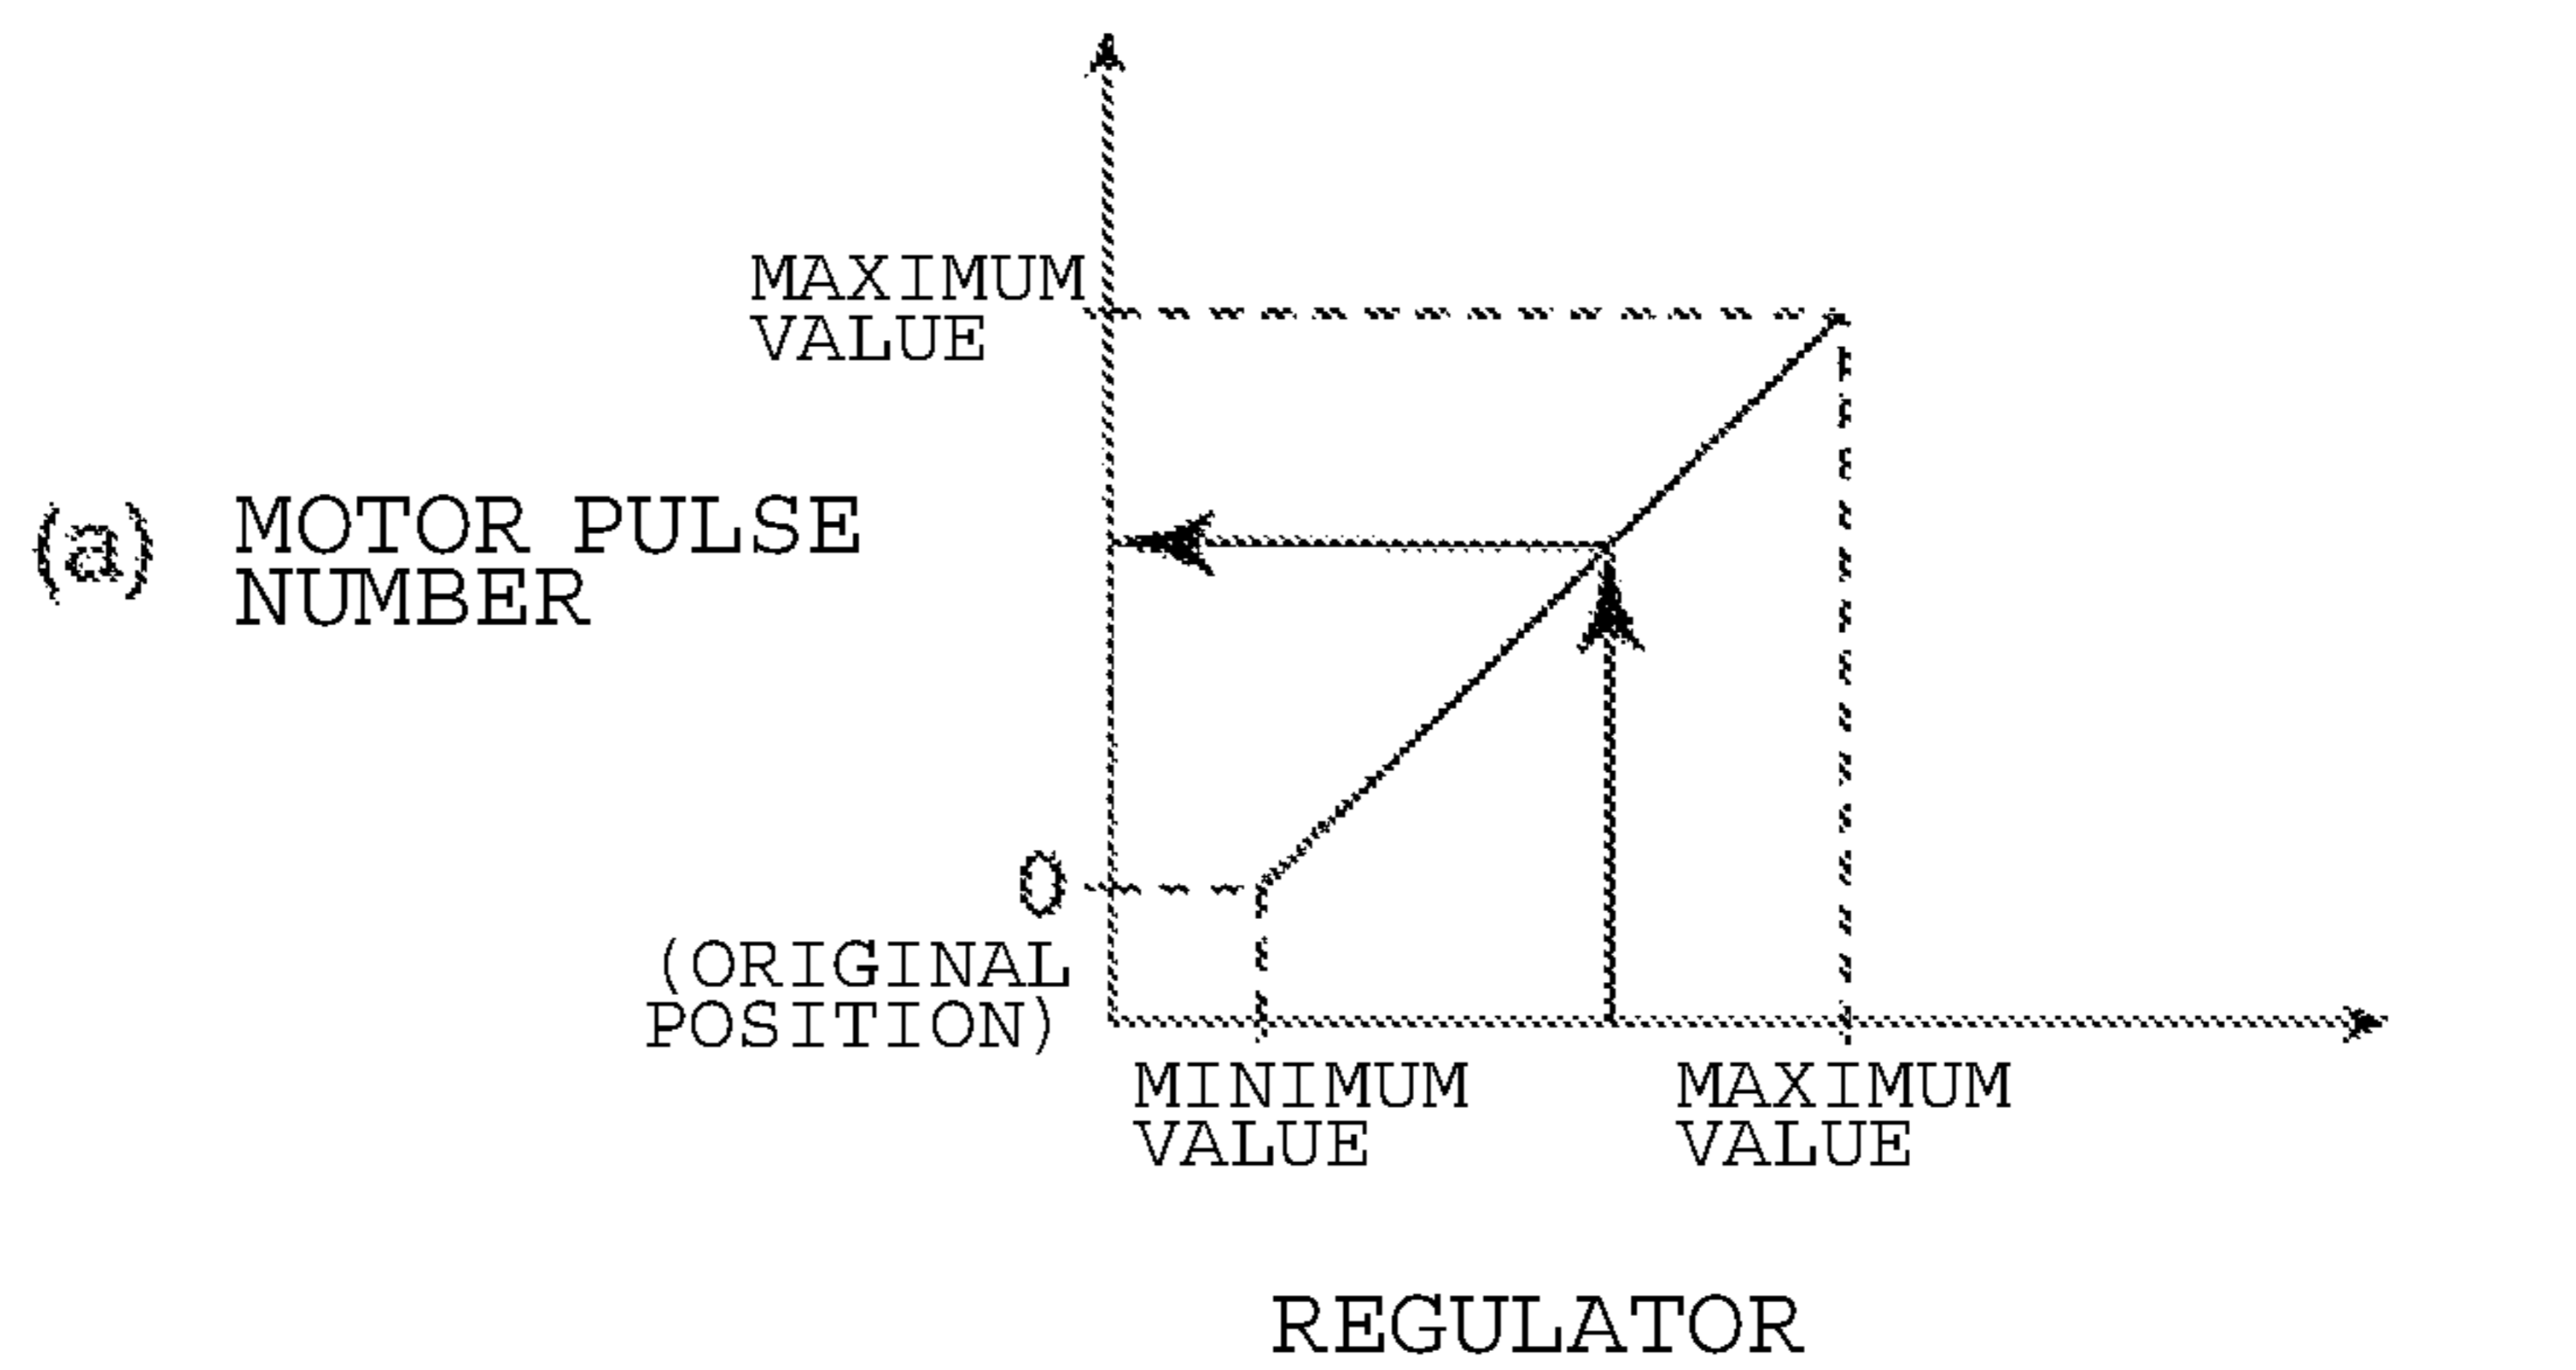 MAXIMUM
VALUE
(a) MOTOR PULSE
NUMBER
0
(ORIGINAL
POSITION)
MINIMUM
VALUE
MAXIMUM
VALUE
REGULATOR